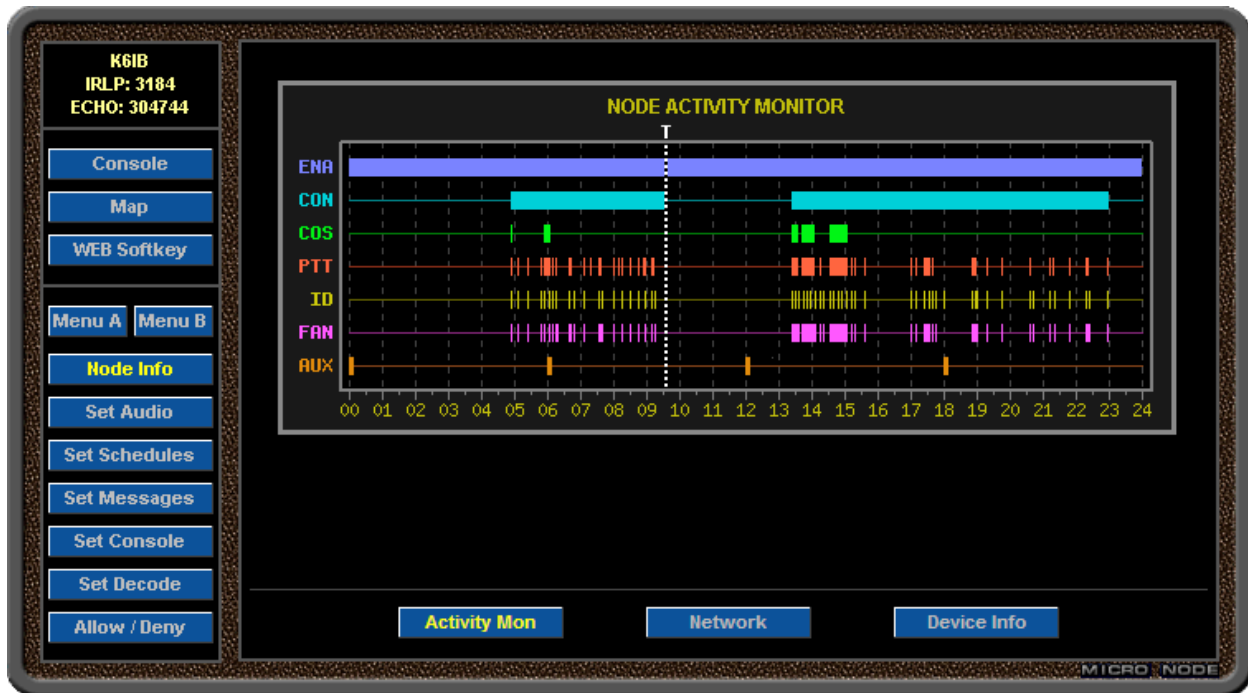 K6IB
IRLP: 3184
ECHO: 304744
Console
Map
WEB Softkey
Menu A Menu B
Node Info
Set Audio
Set Schedules
Set Messages
Set Console
Set Decode
Allow / Deny
NODE ACTIVITY MONITOR
T
ENA
CON
COS
PTT
ID
FAN
AUX
00 01 02 03 04 05 06 07 08 09 10 11 12 13 14 15 16 17 18 19 20 21 22 23 24
Activity Mon Network Device Info
MICRO NODE